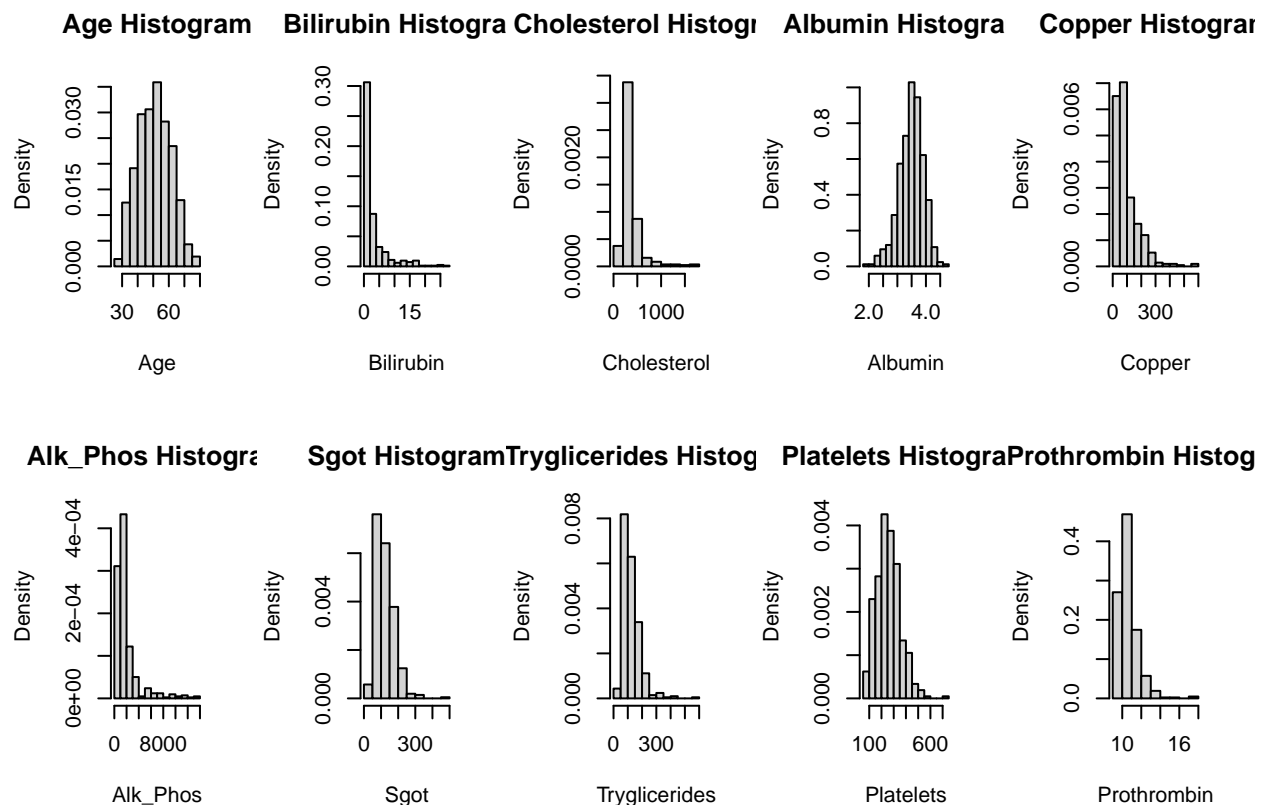 Age Histogram
Bilirubin Histogra
Cholesterol Histogr
Albumin Histogra
Copper Histogram
Density
0.000
0.015
0.030
30
60
Age
Density
0.00
0.10
0.20
0.30
0
15
Bilirubin
Density
0.0000
0.0020
0
1000
Cholesterol
Density
0.0
0.4
0.8
2.0
4.0
Albumin
Density
0.000
0.003
0.006
0
300
Copper
Alk_Phos Histogra
Sgot Histogram
Tryglicerides Histog
Platelets Histogra
Prothrombin Histog
Density
0e+00
2e−04
4e−04
0
8000
Alk_Phos
Density
0.000
0.004
0
300
Sgot
Density
0.000
0.004
0.008
0
300
Tryglicerides
Density
0.000
0.002
0.004
100
600
Platelets
Density
0.0
0.2
0.4
10
16
Prothrombin